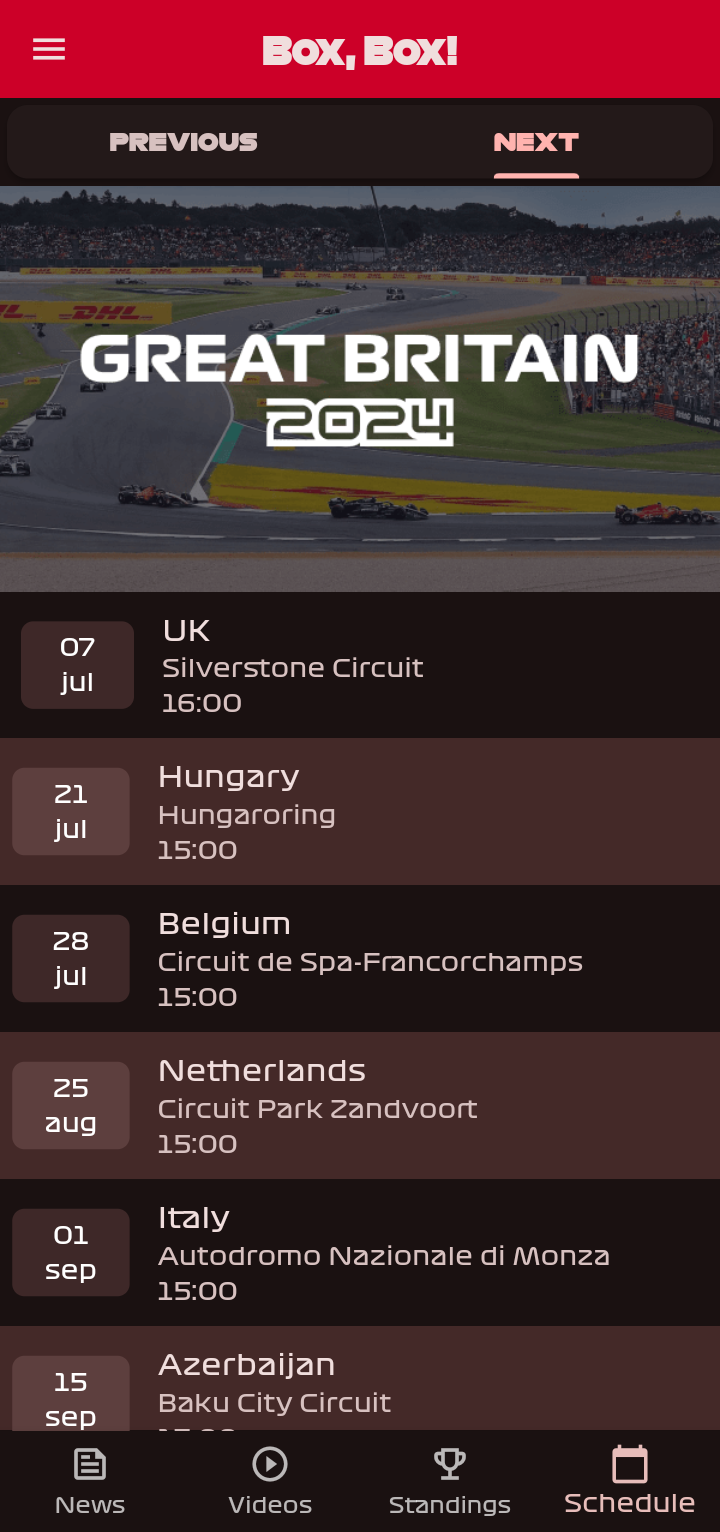 Box, Box!
PREVIOUS NEXT
DHL
GREAT BRITAIN
2024
07
jul
UK
Silverstone Circuit
16:00
21
jul
Hungary
Hungaroring
15:00
28
jul
Belgium
Circuit de Spa-Francorchamps
15:00
25
aug
Netherlands
Circuit Park Zandvoort
15:00
01
sep
Italy
Autodromo Nazionale di Monza
15:00
15
sep
Azerbaijan
Baku City Circuit
News Videos Standings Schedule